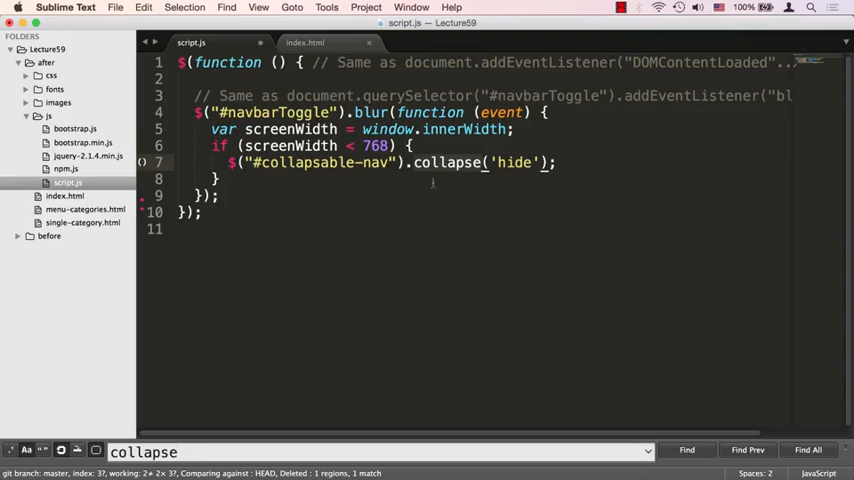 Sublime Text File Edit Selection Find View Goto Tools Project Window Help 100% Aug
script.js — Lecture59
FOLDERS
Lecture59
after
css
fonts
images
js
bootstrap.js
bootstrap.min.js
jquery-2.1.4.min.js
npm.js
script.js
index.html
menu-categories.html
single-category.html
before
script.js index.html
1 $(function () { // Same as document.addEventListener("DOMContentLoaded"...
2
3 // Same as document.querySelector("#navbarToggle").addEventListener("bl
4 $("#navbarToggle").blur(function (event) {
5 var screenWidth = window.innerWidth;
6 if (screenWidth < 768) {
7 $("#collapsable-nav").collapse('hide');
8 }
9 });
10 });
11
collapse Find Find Prev Find All
git branch: master, index: 3?, working: 2≠ 2× 3?, Comparing against : HEAD, Deleted : 1 regions, 1 match Spaces: 2 JavaScript